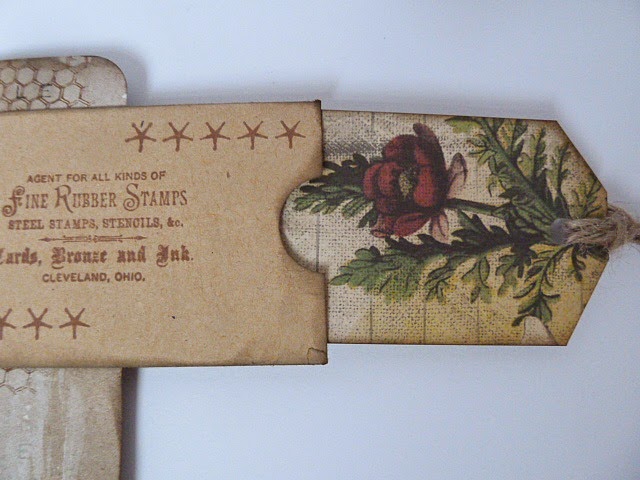 AGENT FOR ALL KINDS OF
FINE RUBBER STAMPS
STEEL STAMPS, STENCILS, &c.
Cards, Bronze and Ink.
CLEVELAND, OHIO.